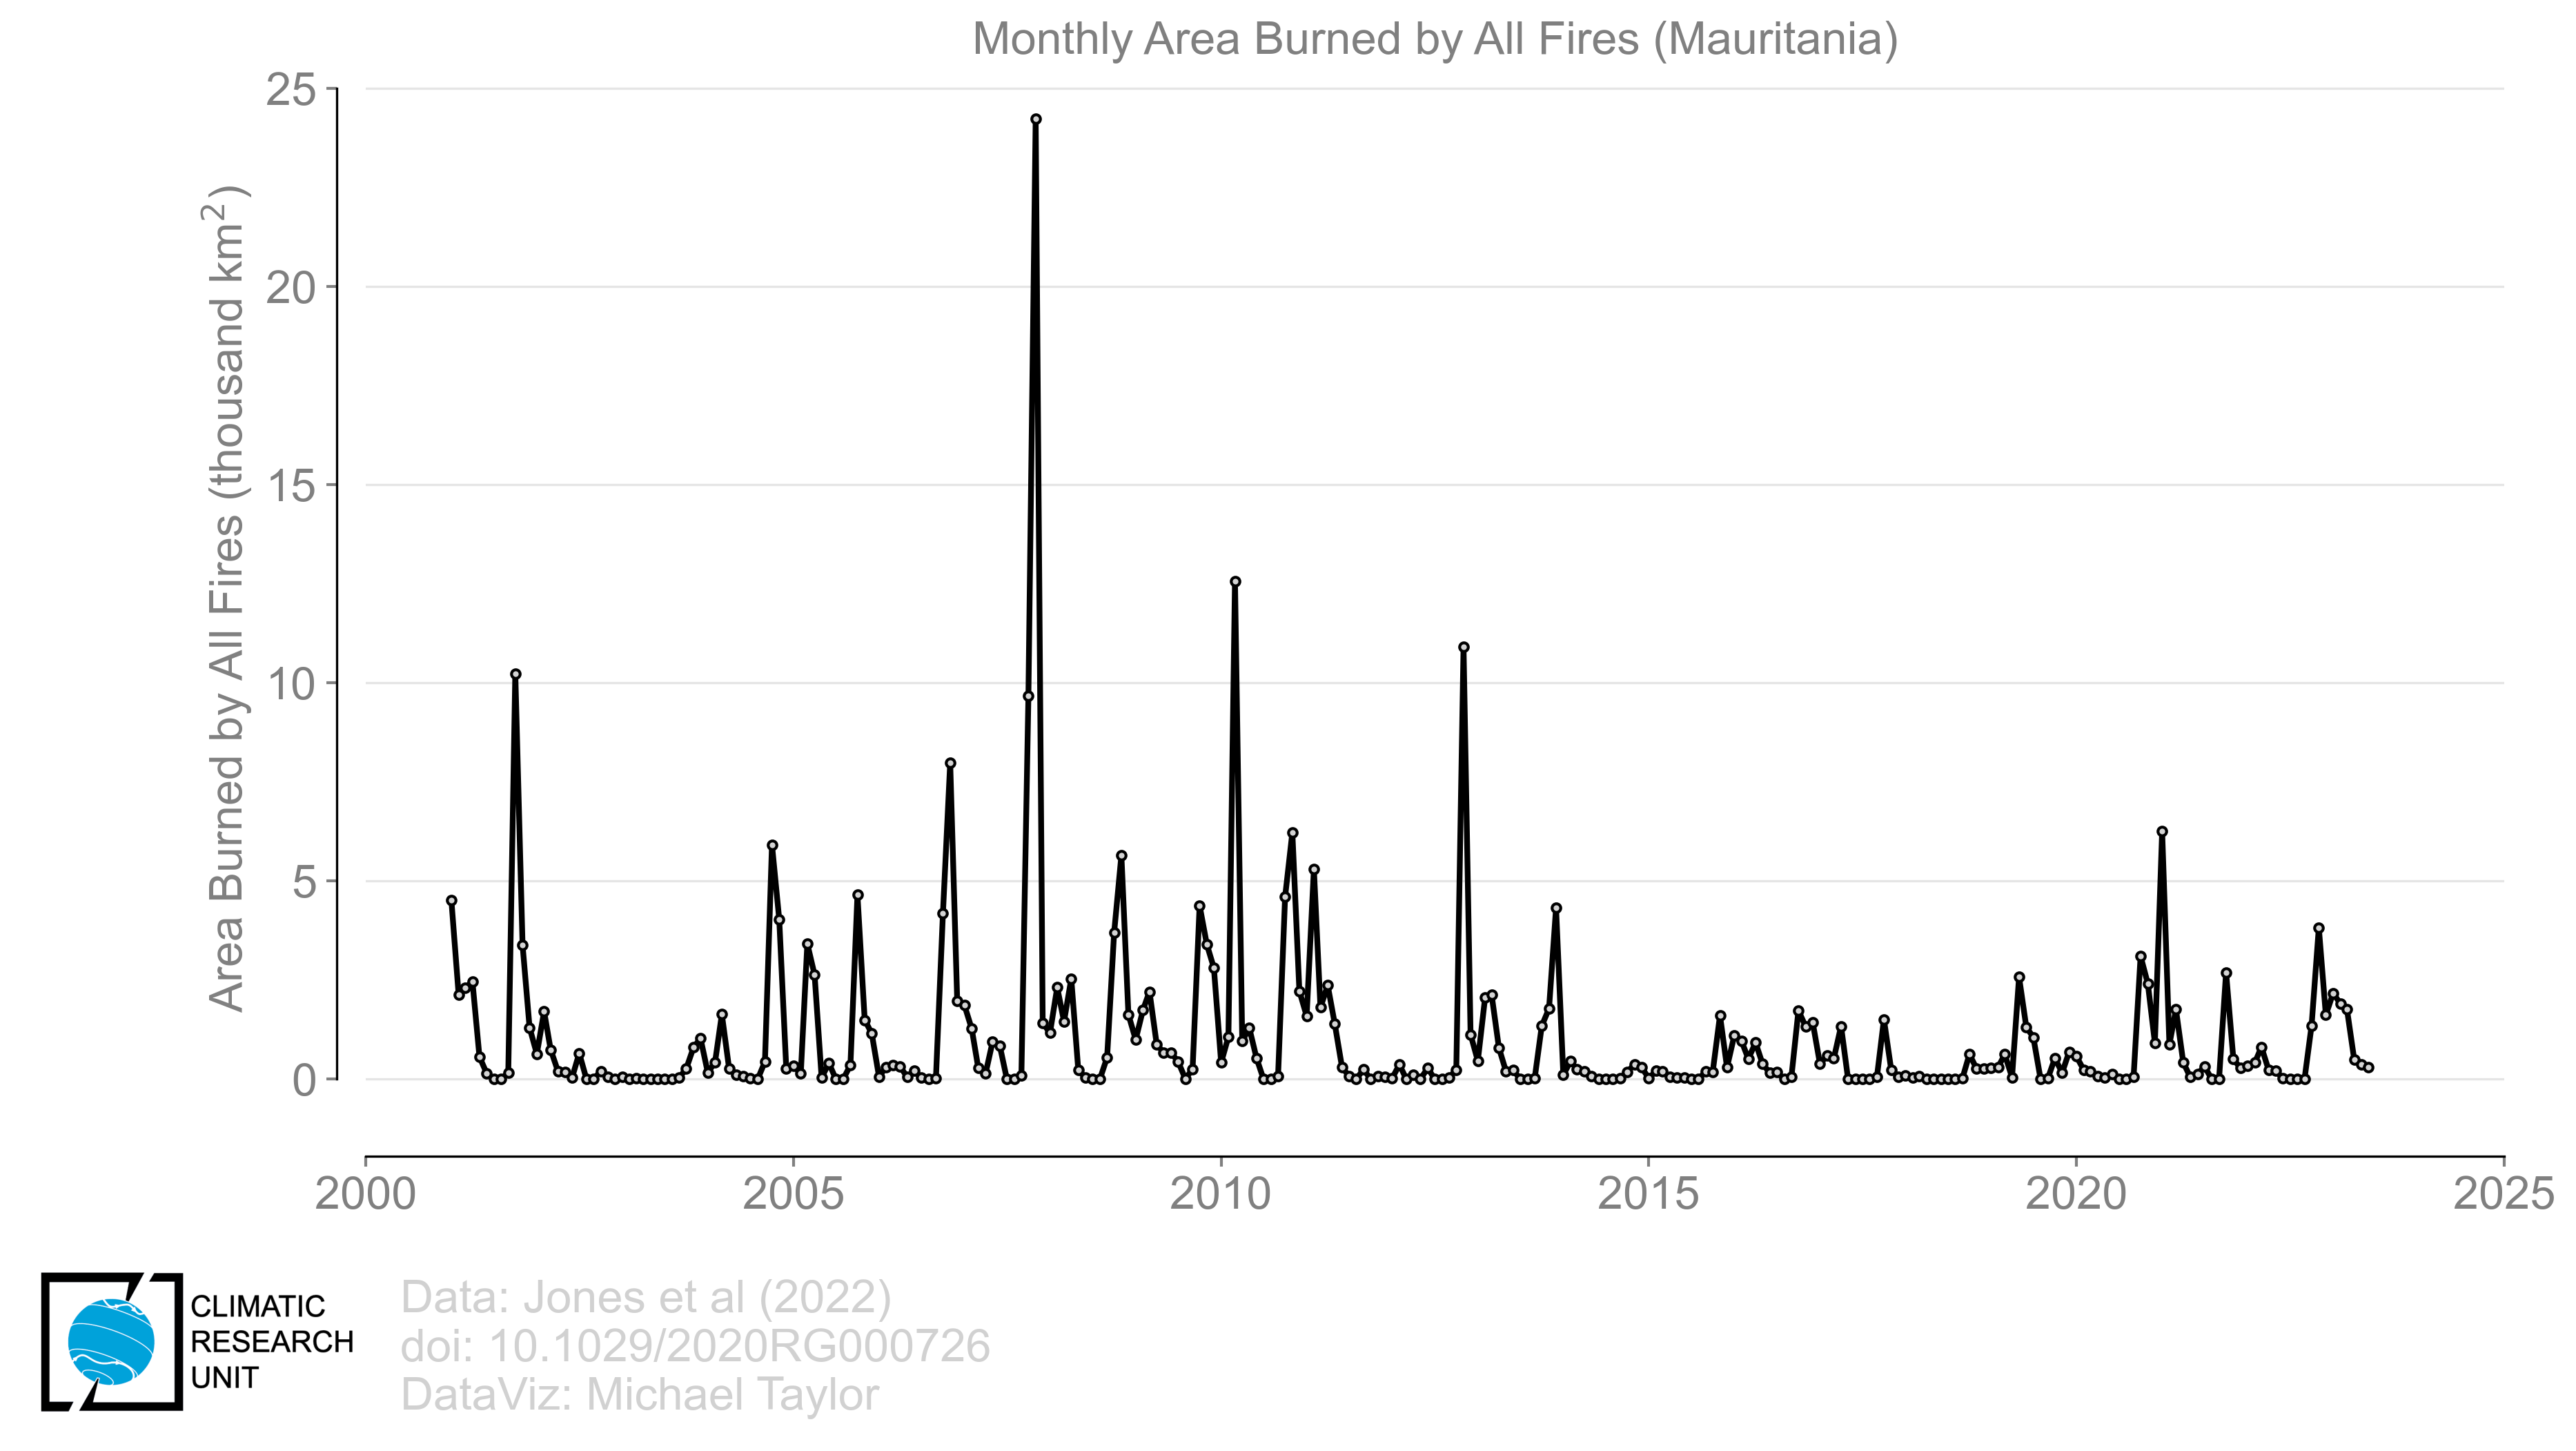 Monthly Area Burned by All Fires (Mauritania)
Area Burned by All Fires (thousand km²)
25
20
15
10
5
0
2000
2005
2010
2015
2020
2025
CLIMATIC
RESEARCH
UNIT
Data: Jones et al (2022)
doi: 10.1029/2020RG000726
DataViz: Michael Taylor